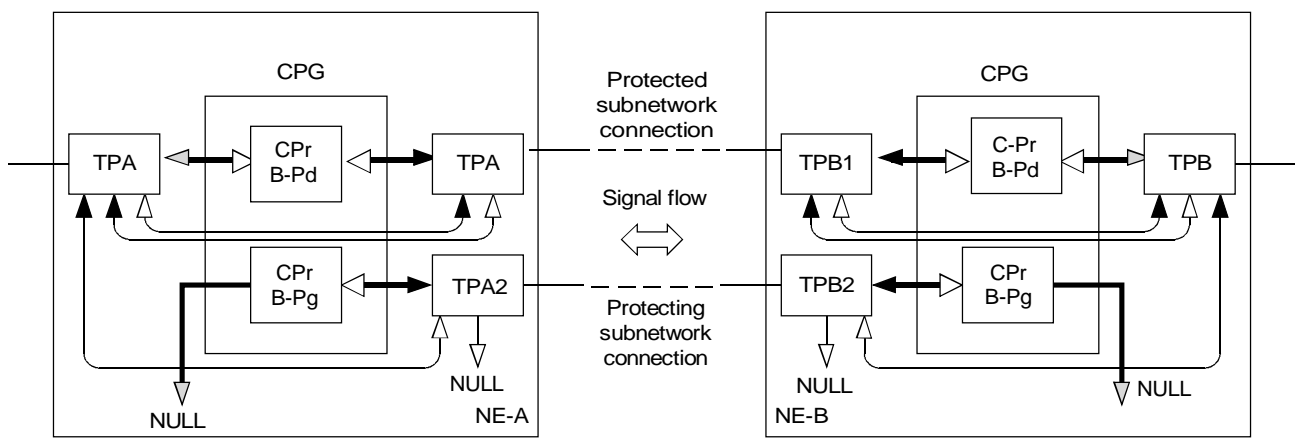 CPG
TPA
CPr
B-Pd
TPA
CPr
B-Pg
TPA2
NULL
NULL
NE-A
Protected
subnetwork
connection
Signal flow
Protecting
subnetwork
connection
CPG
TPB1
C-Pr
B-Pd
TPB
TPB2
CPr
B-Pg
NULL
NULL
NE-B